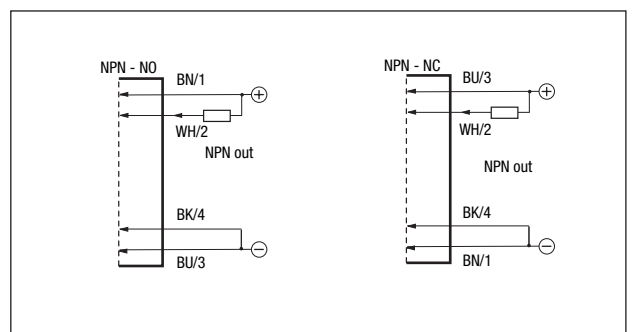 NPN - NO
BN/1
WH/2
NPN out
BK/4
BU/3
NPN - NC
BU/3
WH/2
NPN out
BK/4
BN/1